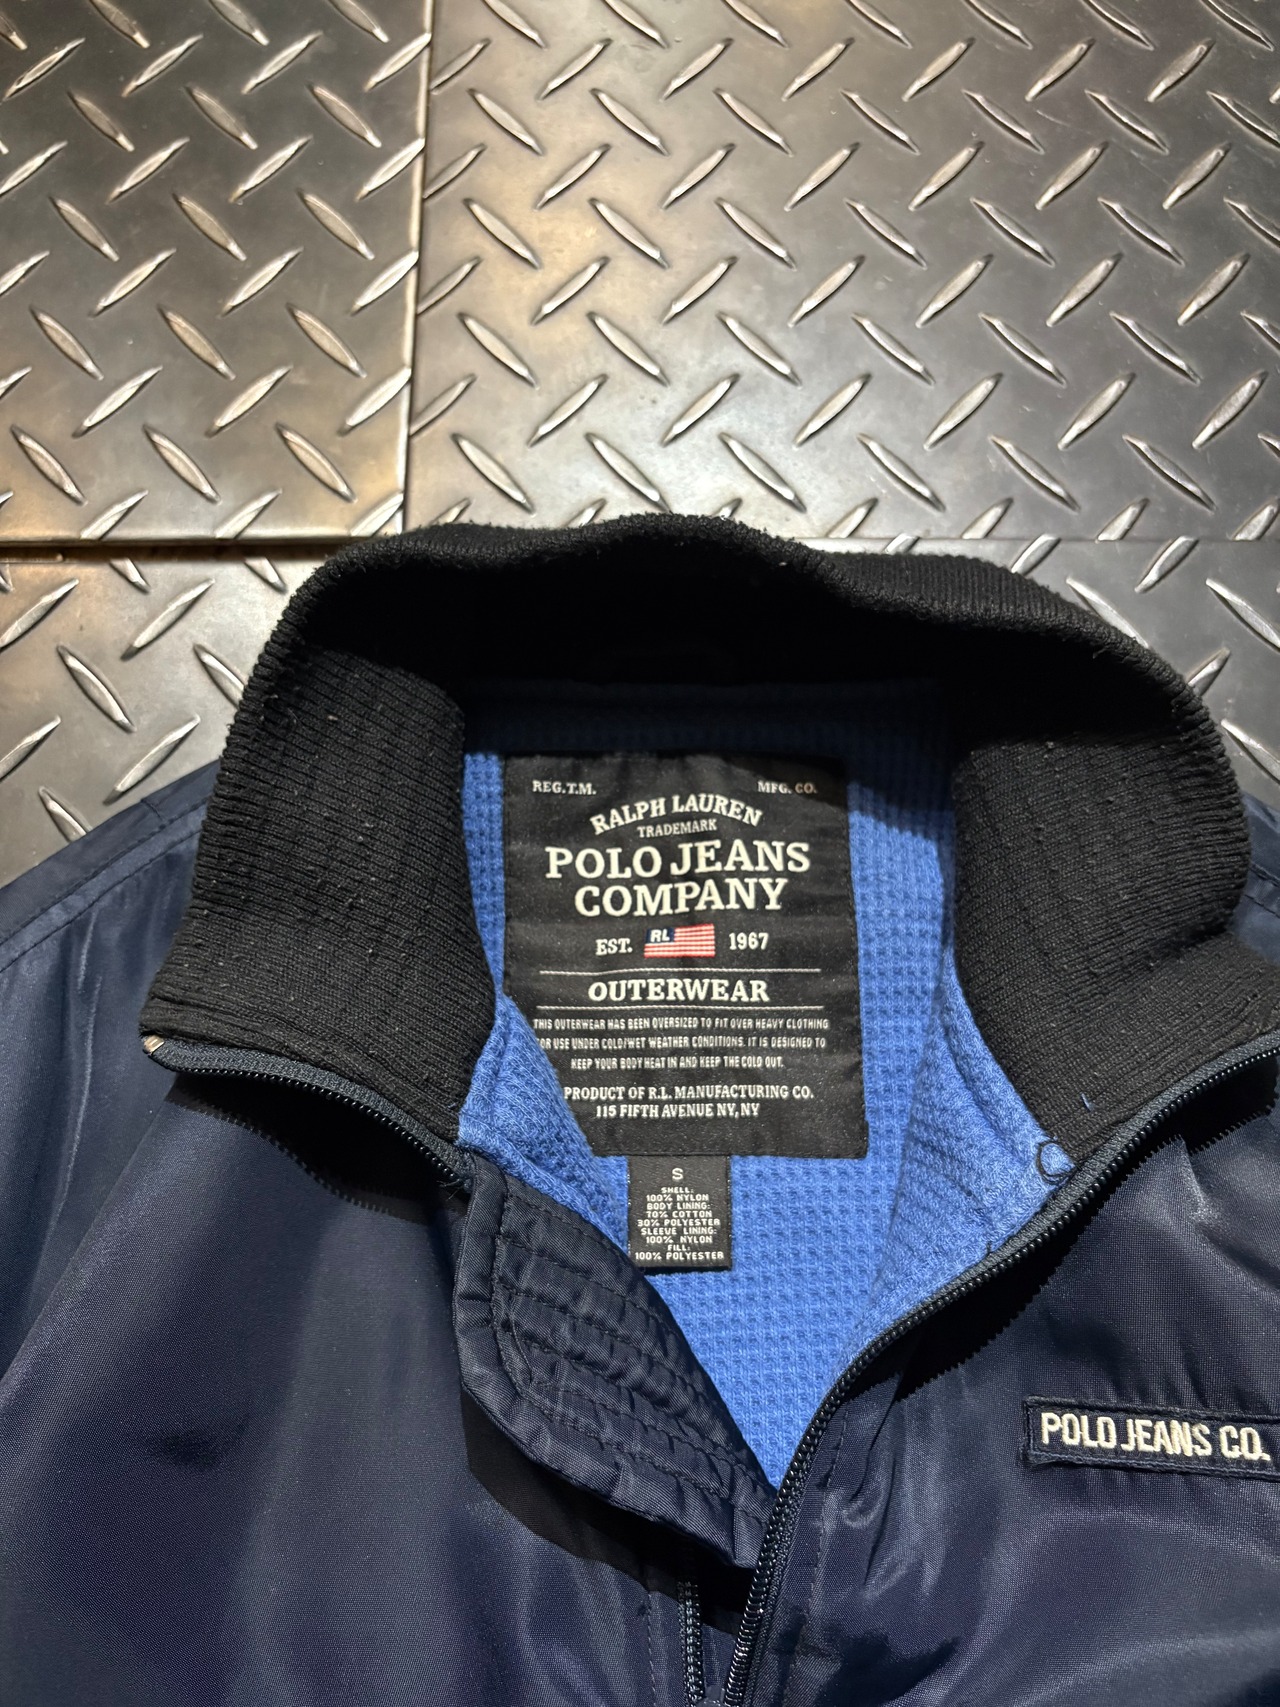 REG.T.M. MFG. CO.
RALPH LAUREN
TRADEMARK
POLO JEANS
COMPANY
EST. RL 1967
OUTERWEAR
THIS OUTERWEAR HAS BEEN OVERSIZED TO FIT OVER HEAVY CLOTHING
OR USE UNDER COLD/WET WEATHER CONDITIONS. IT IS DESIGNED TO
KEEP YOUR BODY HEAT IN AND KEEP THE COLD OUT.
PRODUCT OF R.L. MANUFACTURING CO.
115 FIFTH AVENUE NY, NY
S
SHELL:
100% NYLON
BODY LINING:
70% COTTON
30% POLYESTER
SLEEVE LINING:
100% NYLON
FILL:
100% POLYESTER
POLO JEANS CO.